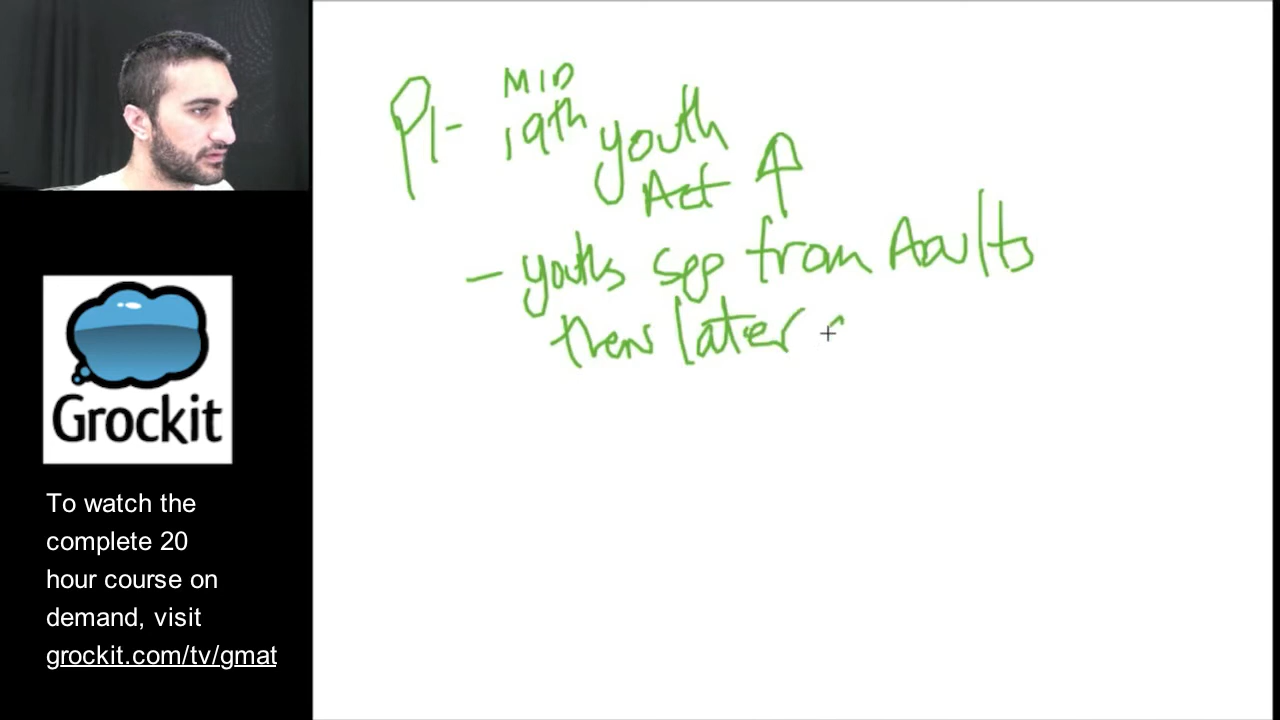 P1- MID
19th youth
Act ↑
- youths sep from Adults
then later
Grockit
To watch the
complete 20
hour course on
demand, visit
grockit.com/tv/gmat